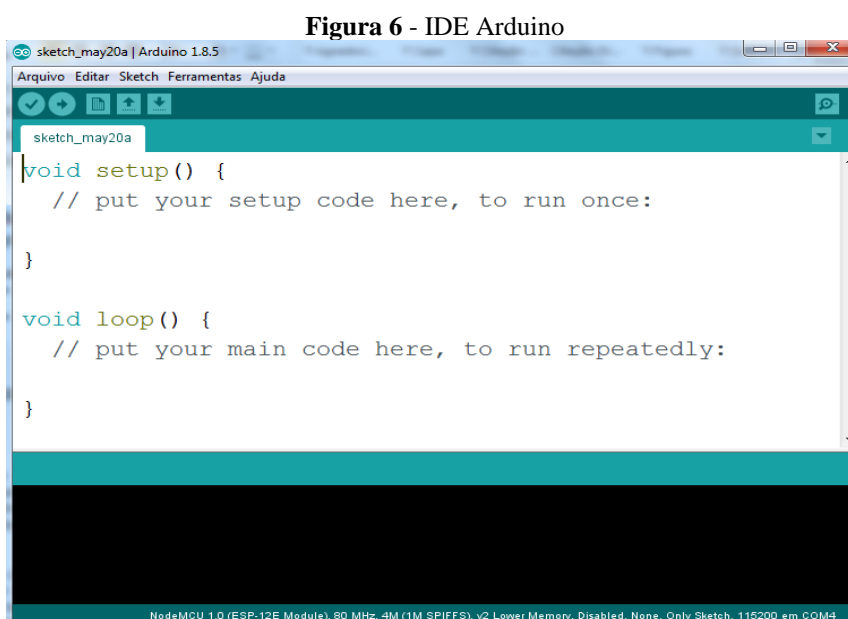 Figura 6 - IDE Arduino
sketch_may20a | Arduino 1.8.5
Arquivo Editar Sketch Ferramentas Ajuda
sketch_may20a
void setup() {
// put your setup code here, to run once:
}
void loop() {
// put your main code here, to run repeatedly:
}
NodeMCU 1.0 (ESP-12E Module), 80 MHz, 4M (1M SPIFFS), v2 Lower Memory, Disabled, None, Only Sketch, 115200 em COM4